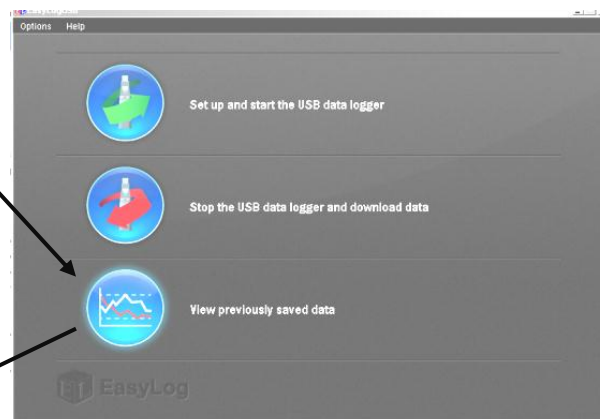 Options Help
Set up and start the USB data logger
Stop the USB data logger and download data
View previously saved data
EasyLog